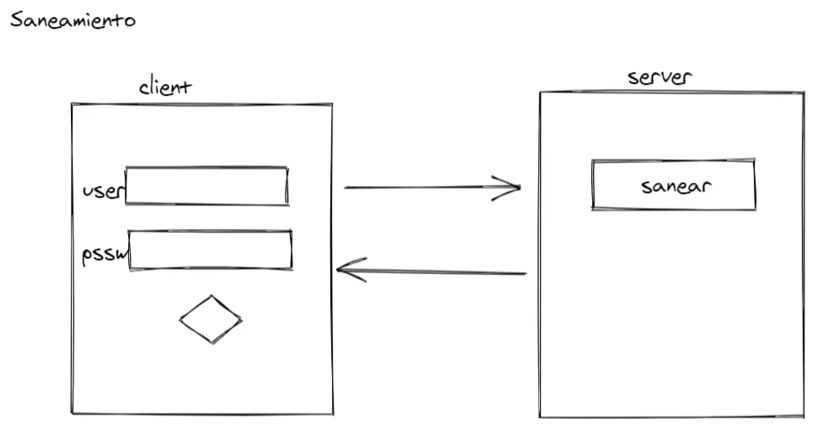 Saneamiento
client
server
user
sanear
pssw